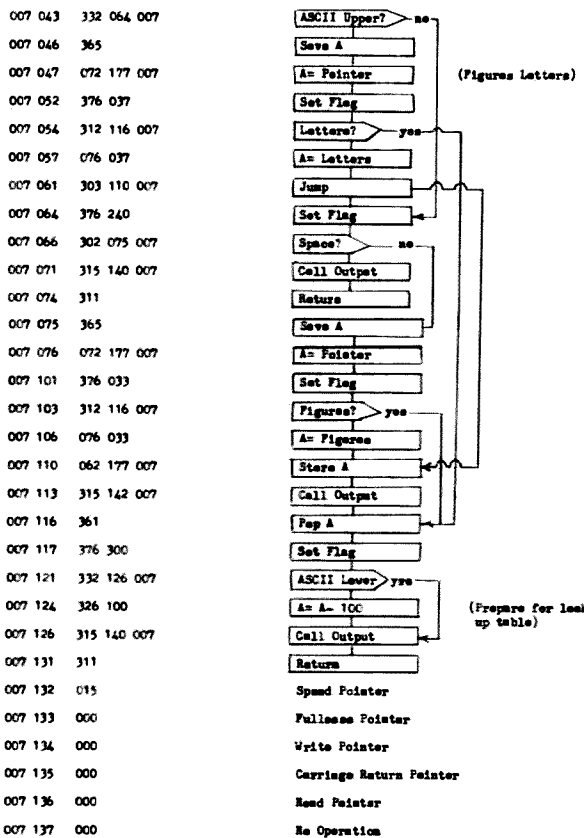 007 043 332 064 007 ASCII Upper? no
007 046 365 Save A
007 047 072 177 007 A= Pointer (Figures Letters)
007 052 376 037 Set Flag
007 054 312 116 007 Letters? yes
007 057 076 037 A= Letters
007 061 303 110 007 Jump
007 064 376 240 Set Flag
007 066 302 075 007 Space? no
007 071 315 140 007 Call Output
007 074 311 Return
007 075 365 Save A
007 076 072 177 007 A= Pointer
007 101 376 033 Set Flag
007 103 312 116 007 Figures? yes
007 106 076 033 A= Figures
007 110 062 177 007 Store A
007 113 315 142 007 Call Output
007 116 361 Pop A
007 117 376 300 Set Flag
007 121 332 126 007 ASCII Lower yes
007 124 326 100 A= A- 100 (Prepare for look
up table)
007 126 315 140 007 Call Output
007 131 311 Return
007 132 015 Speed Pointer
007 133 000 Fullness Pointer
007 134 000 Write Pointer
007 135 000 Carriage Return Pointer
007 136 000 Read Pointer
007 137 000 No Operation